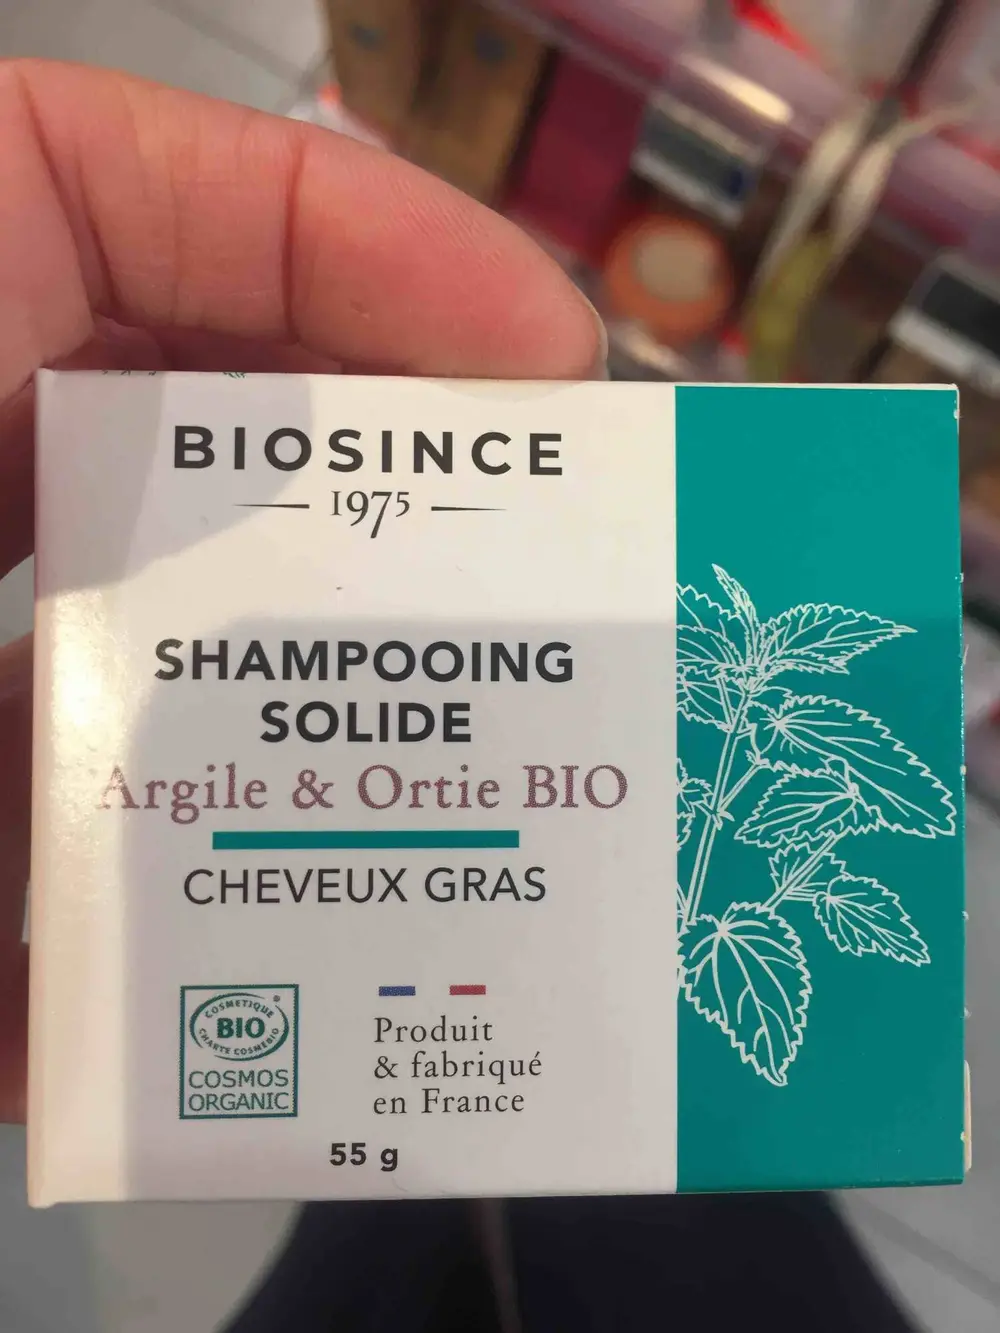 BIOSINCE
1975
SHAMPOOING
SOLIDE
Argile & Ortie BIO
CHEVEUX GRAS
COSMETIQUE
®
BIO
CHARTE COSMEBIO
COSMOS
ORGANIC
Produit
& fabriqué
en France
55 g